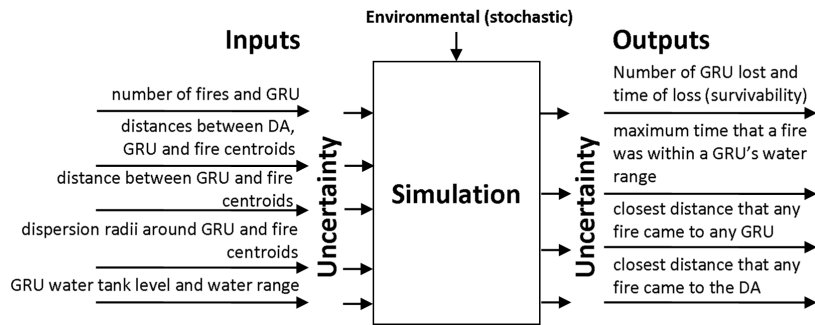 Environmental (stochastic)
Inputs
number of fires and GRU
distances between DA,
GRU and fire centroids
distance between GRU and fire
centroids
dispersion radii around GRU and fire
centroids
GRU water tank level and water range
Uncertainty
Simulation
Uncertainty
Outputs
Number of GRU lost and
time of loss (survivability)
maximum time that a fire
was within a GRU's water
range
closest distance that any
fire came to any GRU
closest distance that any
fire came to the DA